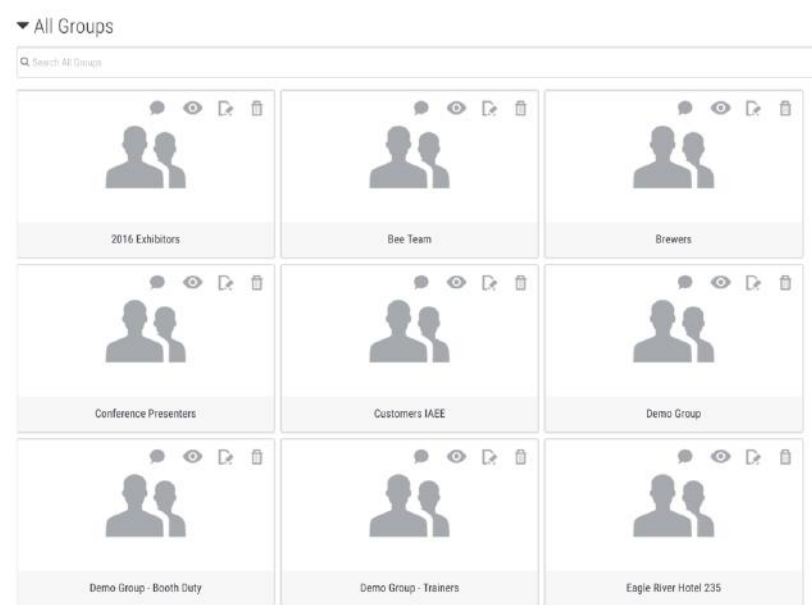 All Groups
Search All Groups
2016 Exhibitors
Bee Team
Brewers
Conference Presenters
Customers IAEE
Demo Group
Demo Group - Booth Duty
Demo Group - Trainers
Eagle River Hotel 235